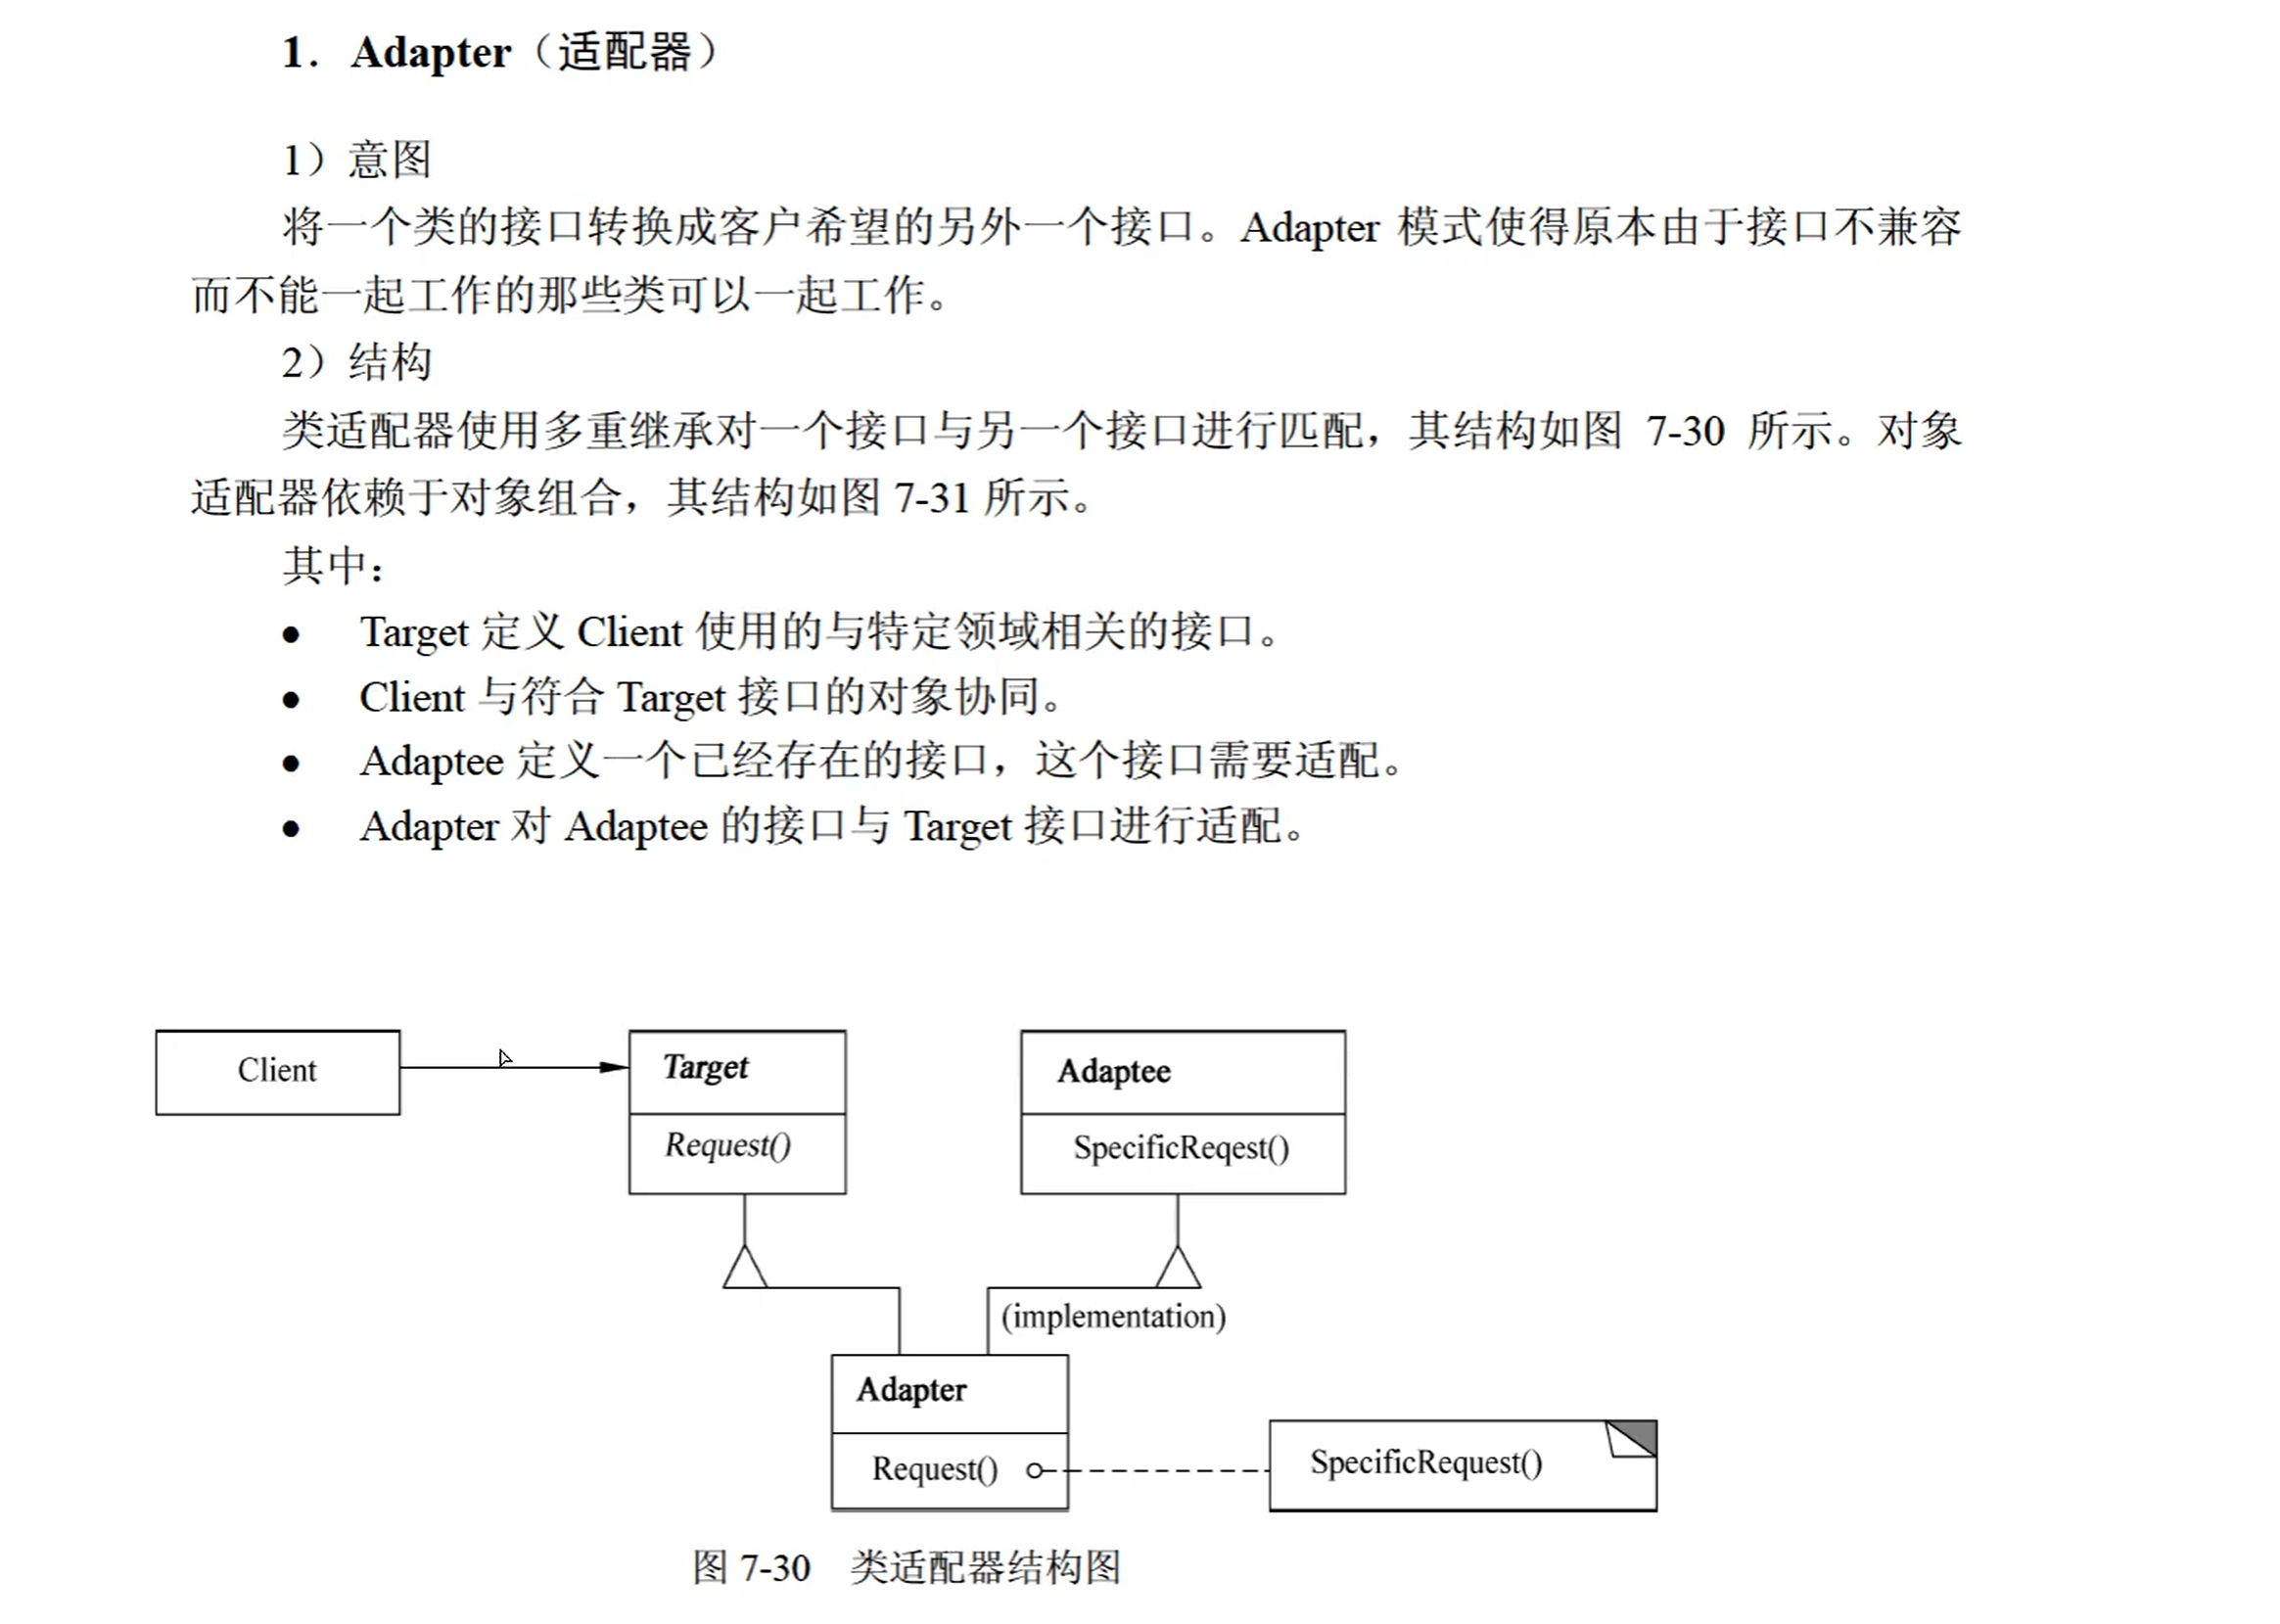 1. Adapter（适配器）
1）意图
将一个类的接口转换成客户希望的另外一个接口。Adapter 模式使得原本由于接口不兼容
而不能一起工作的那些类可以一起工作。
2）结构
类适配器使用多重继承对一个接口与另一个接口进行匹配，其结构如图 7-30 所示。对象
适配器依赖于对象组合，其结构如图 7-31 所示。
其中：
● Target 定义 Client 使用的与特定领域相关的接口。
● Client 与符合 Target 接口的对象协同。
● Adaptee 定义一个已经存在的接口，这个接口需要适配。
● Adapter 对 Adaptee 的接口与 Target 接口进行适配。
Client
Target
Request()
Adaptee
SpecificReqest()
(implementation)
Adapter
Request()
SpecificRequest()
图 7-30 类适配器结构图